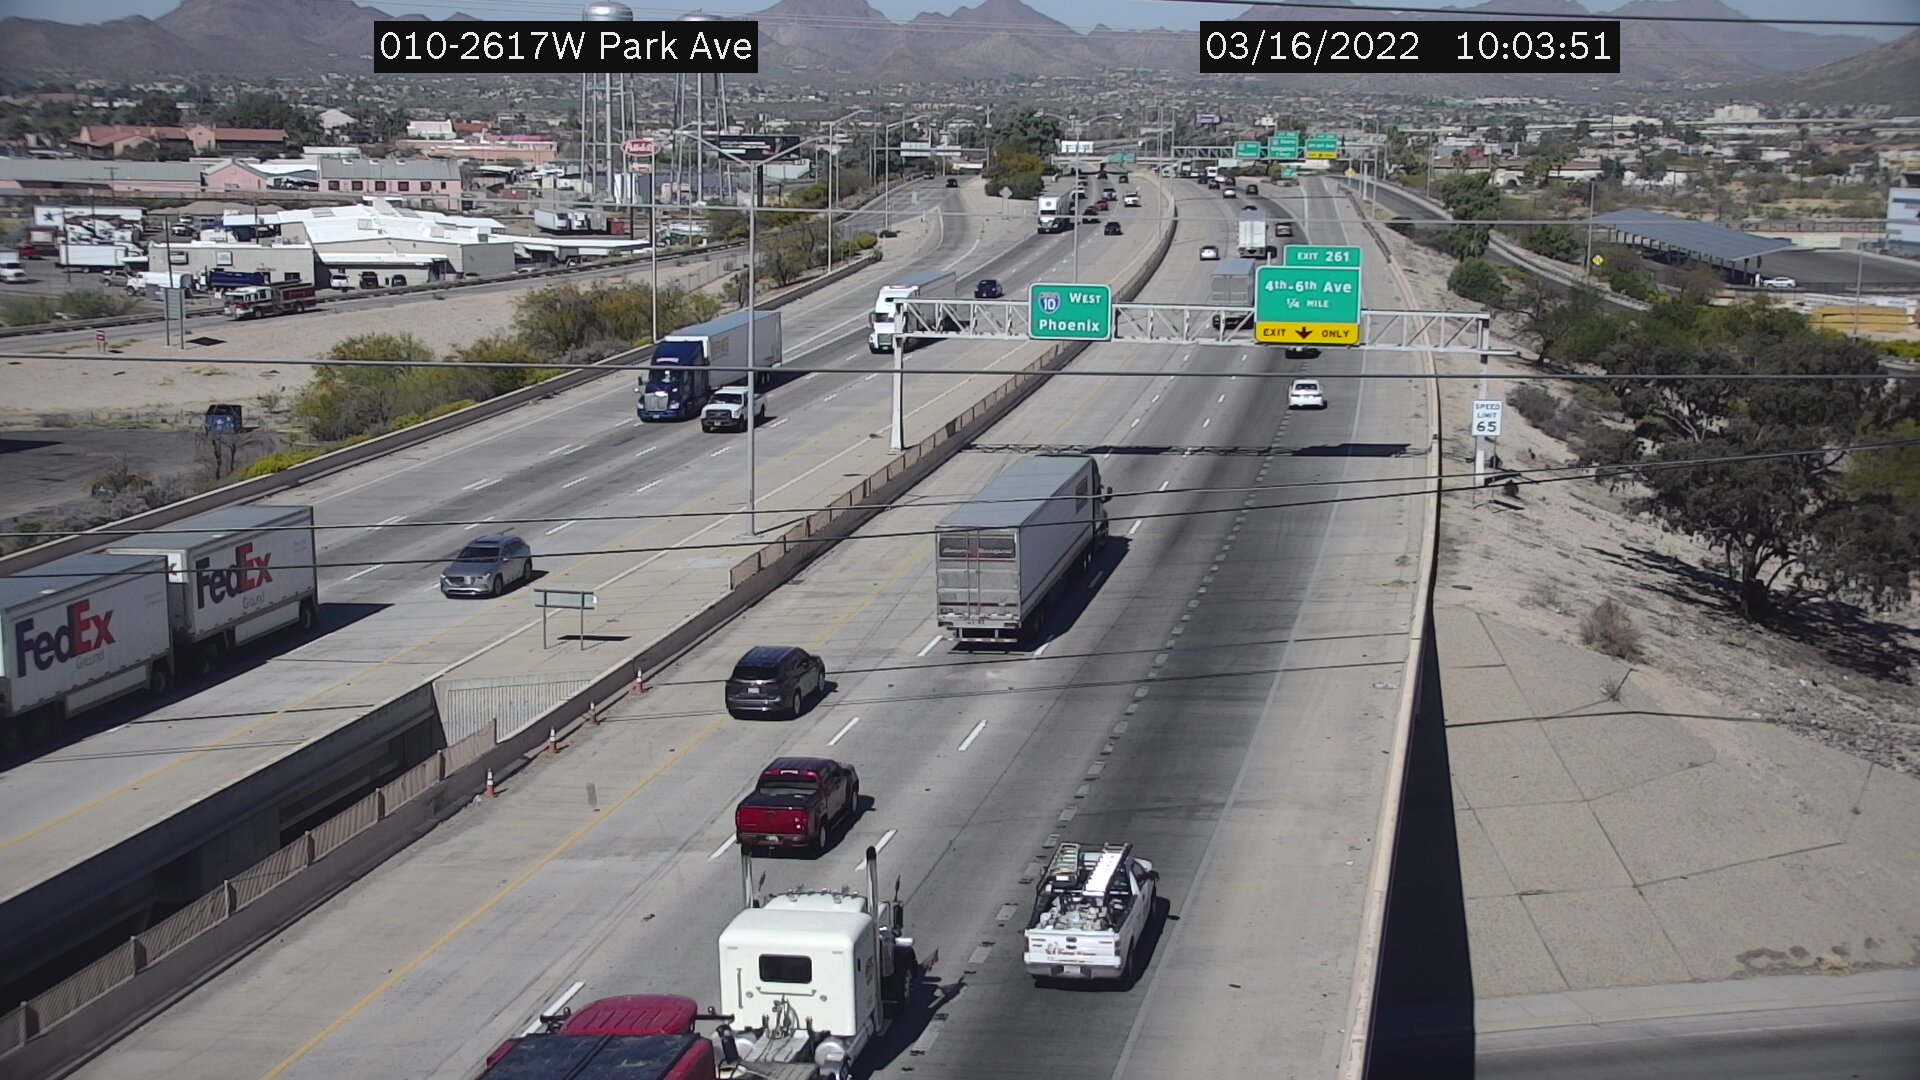 010-2617W Park Ave
03/16/2022 10:03:51
EXIT 261
4th-6th Ave
1/4 MILE
EXIT ONLY
10
WEST
Phoenix
SPEED
LIMIT
65
FedEx
Ground
FedEx
Ground